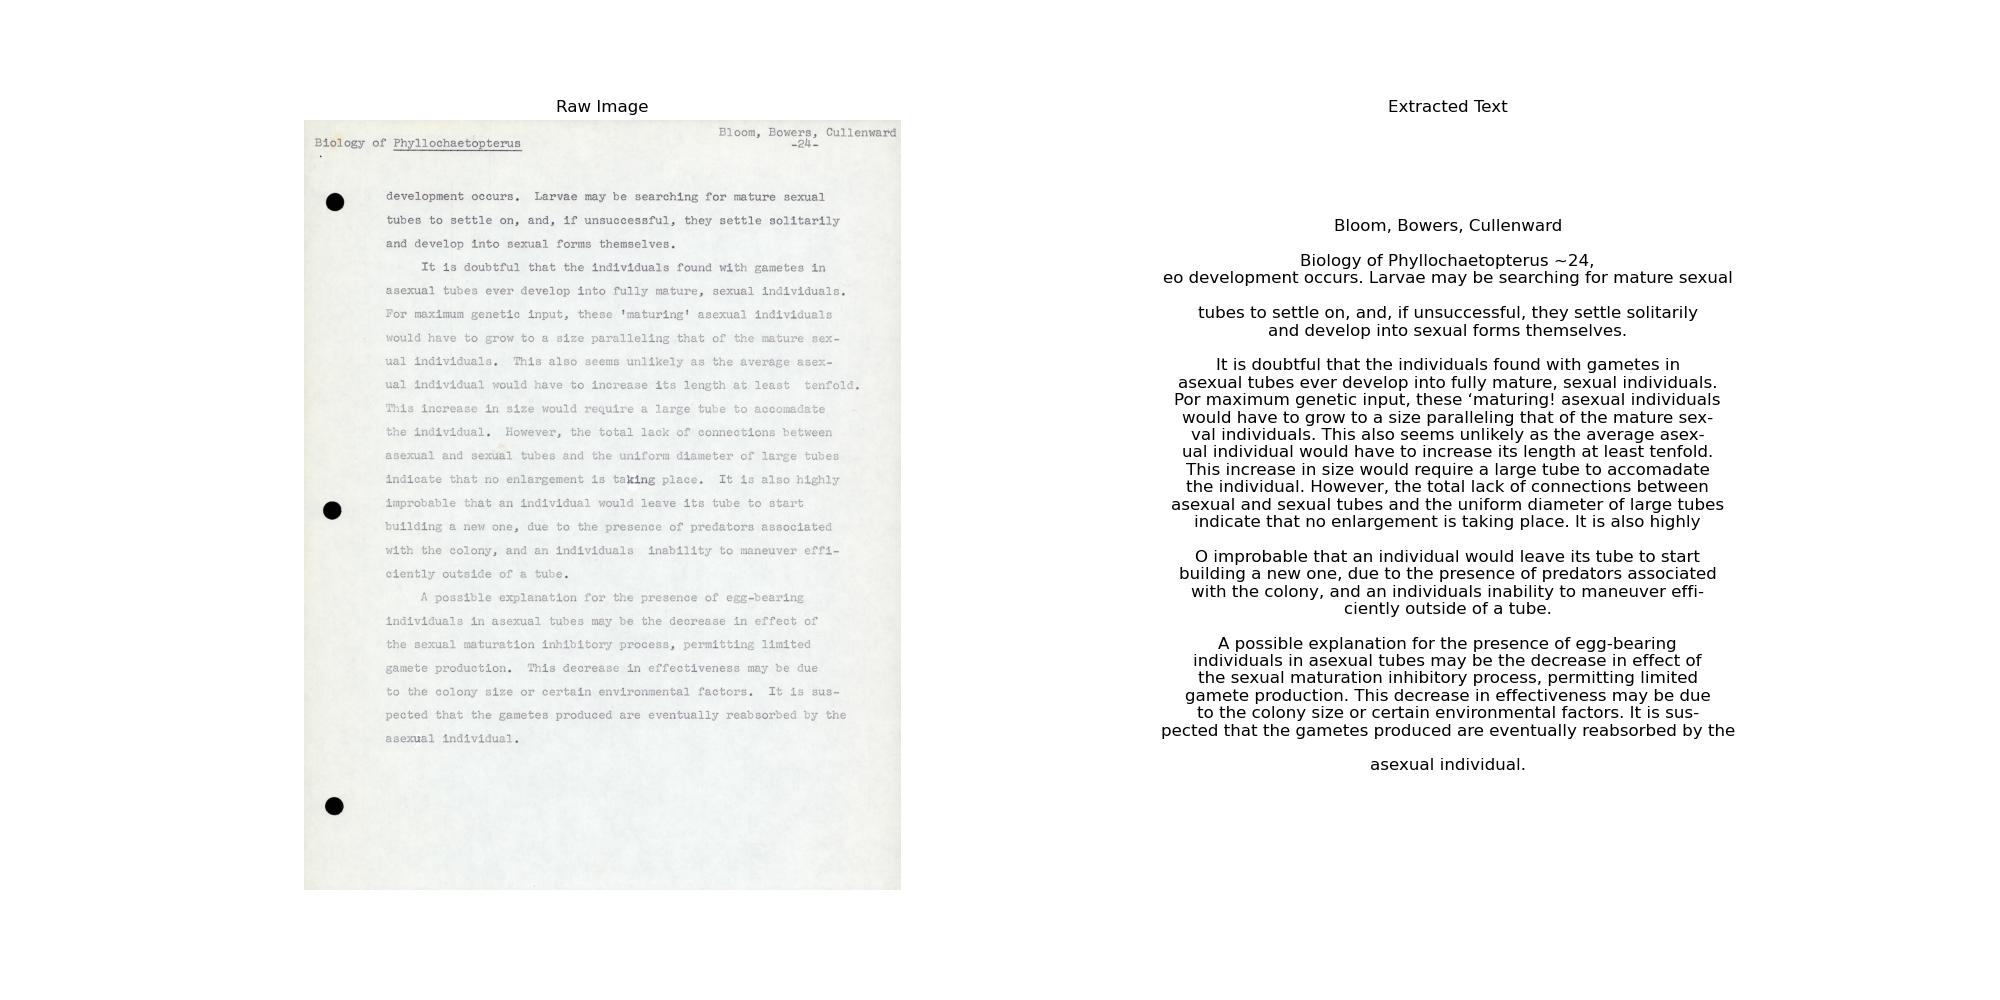 Raw Image
Bloom, Bowers, Cullenward
Biology of Phyllochaetopterus
-24-
development occurs.  Larvae may be searching for mature sexual
tubes to settle on, and, if unsuccessful, they settle solitarily
and develop into sexual forms themselves.
It is doubtful that the individuals found with gametes in
asexual tubes ever develop into fully mature, sexual individuals.
For maximum genetic input, these 'maturing' asexual individuals
would have to grow to a size paralleling that of the mature sex-
ual individuals.  This also seems unlikely as the average asex-
ual individual would have to increase its length at least  tenfold.
This increase in size would require a large tube to accomadate
the individual.  However, the total lack of connections between
asexual and sexual tubes and the uniform diameter of large tubes
indicate that no enlargement is taking place.  It is also highly
improbable that an individual would leave its tube to start
building a new one, due to the presence of predators associated
with the colony, and an individuals  inability to maneuver effi-
ciently outside of a tube.
A possible explanation for the presence of egg-bearing
individuals in asexual tubes may be the decrease in effect of
the sexual maturation inhibitory process, permitting limited
gamete production.  This decrease in effectiveness may be due
to the colony size or certain environmental factors.  It is sus-
pected that the gametes produced are eventually reabsorbed by the
asexual individual.
Extracted Text
Bloom, Bowers, Cullenward
Biology of Phyllochaetopterus ~24,
eo development occurs. Larvae may be searching for mature sexual
tubes to settle on, and, if unsuccessful, they settle solitarily
and develop into sexual forms themselves.
It is doubtful that the individuals found with gametes in
asexual tubes ever develop into fully mature, sexual individuals.
Por maximum genetic input, these ‘maturing! asexual individuals
would have to grow to a size paralleling that of the mature sex-
val individuals. This also seems unlikely as the average asex-
ual individual would have to increase its length at least tenfold.
This increase in size would require a large tube to accomadate
the individual. However, the total lack of connections between
asexual and sexual tubes and the uniform diameter of large tubes
indicate that no enlargement is taking place. It is also highly
O improbable that an individual would leave its tube to start
building a new one, due to the presence of predators associated
with the colony, and an individuals inability to maneuver effi-
ciently outside of a tube.
A possible explanation for the presence of egg-bearing
individuals in asexual tubes may be the decrease in effect of
the sexual maturation inhibitory process, permitting limited
gamete production. This decrease in effectiveness may be due
to the colony size or certain environmental factors. It is sus-
pected that the gametes produced are eventually reabsorbed by the
asexual individual.